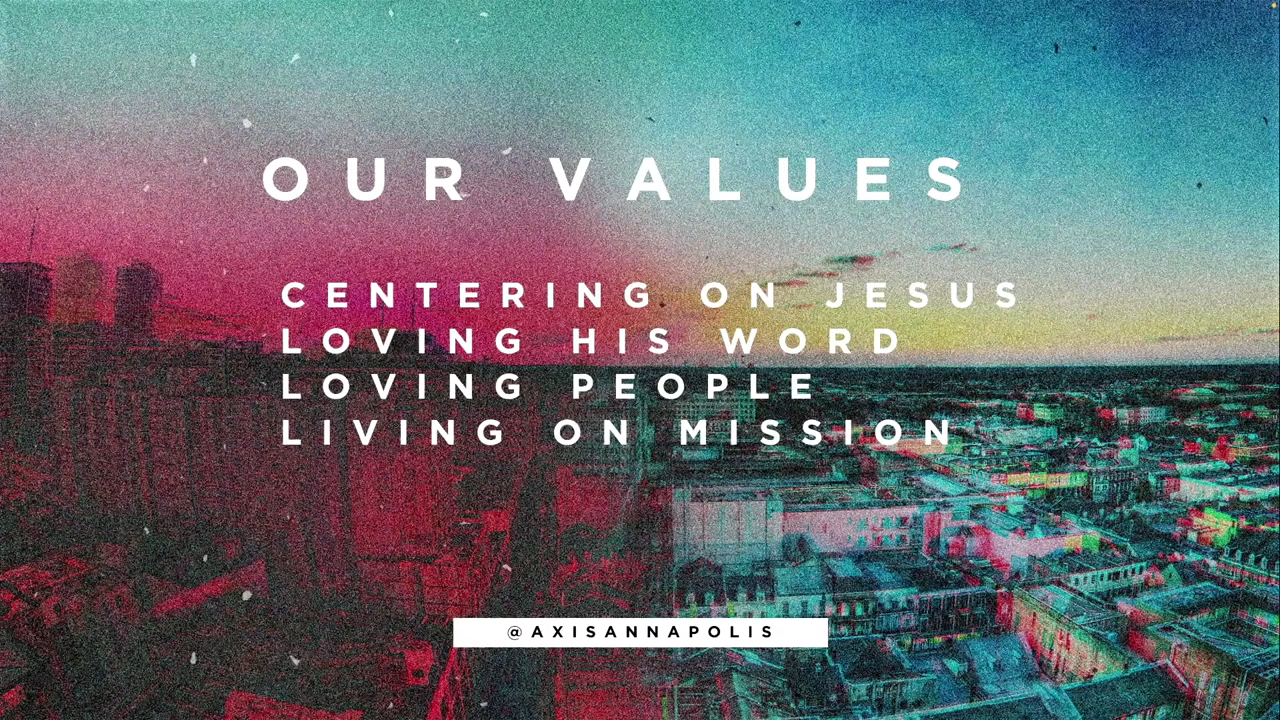 OUR VALUES
CENTERING ON JESUS
LOVING HIS WORD
LOVING PEOPLE
LIVING ON MISSION
@AXISANNAPOLIS